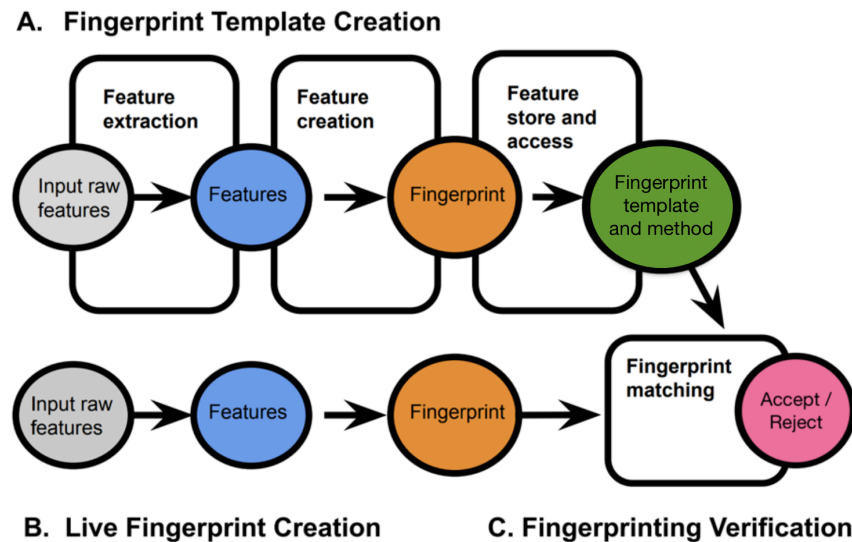 A. Fingerprint Template Creation
Feature
extraction
Feature
creation
Feature
store and
access
Input raw
features
Features
Fingerprint
Fingerprint
template
and method
Input raw
features
Features
Fingerprint
Fingerprint
matching
Accept /
Reject
B. Live Fingerprint Creation
C. Fingerprinting Verification